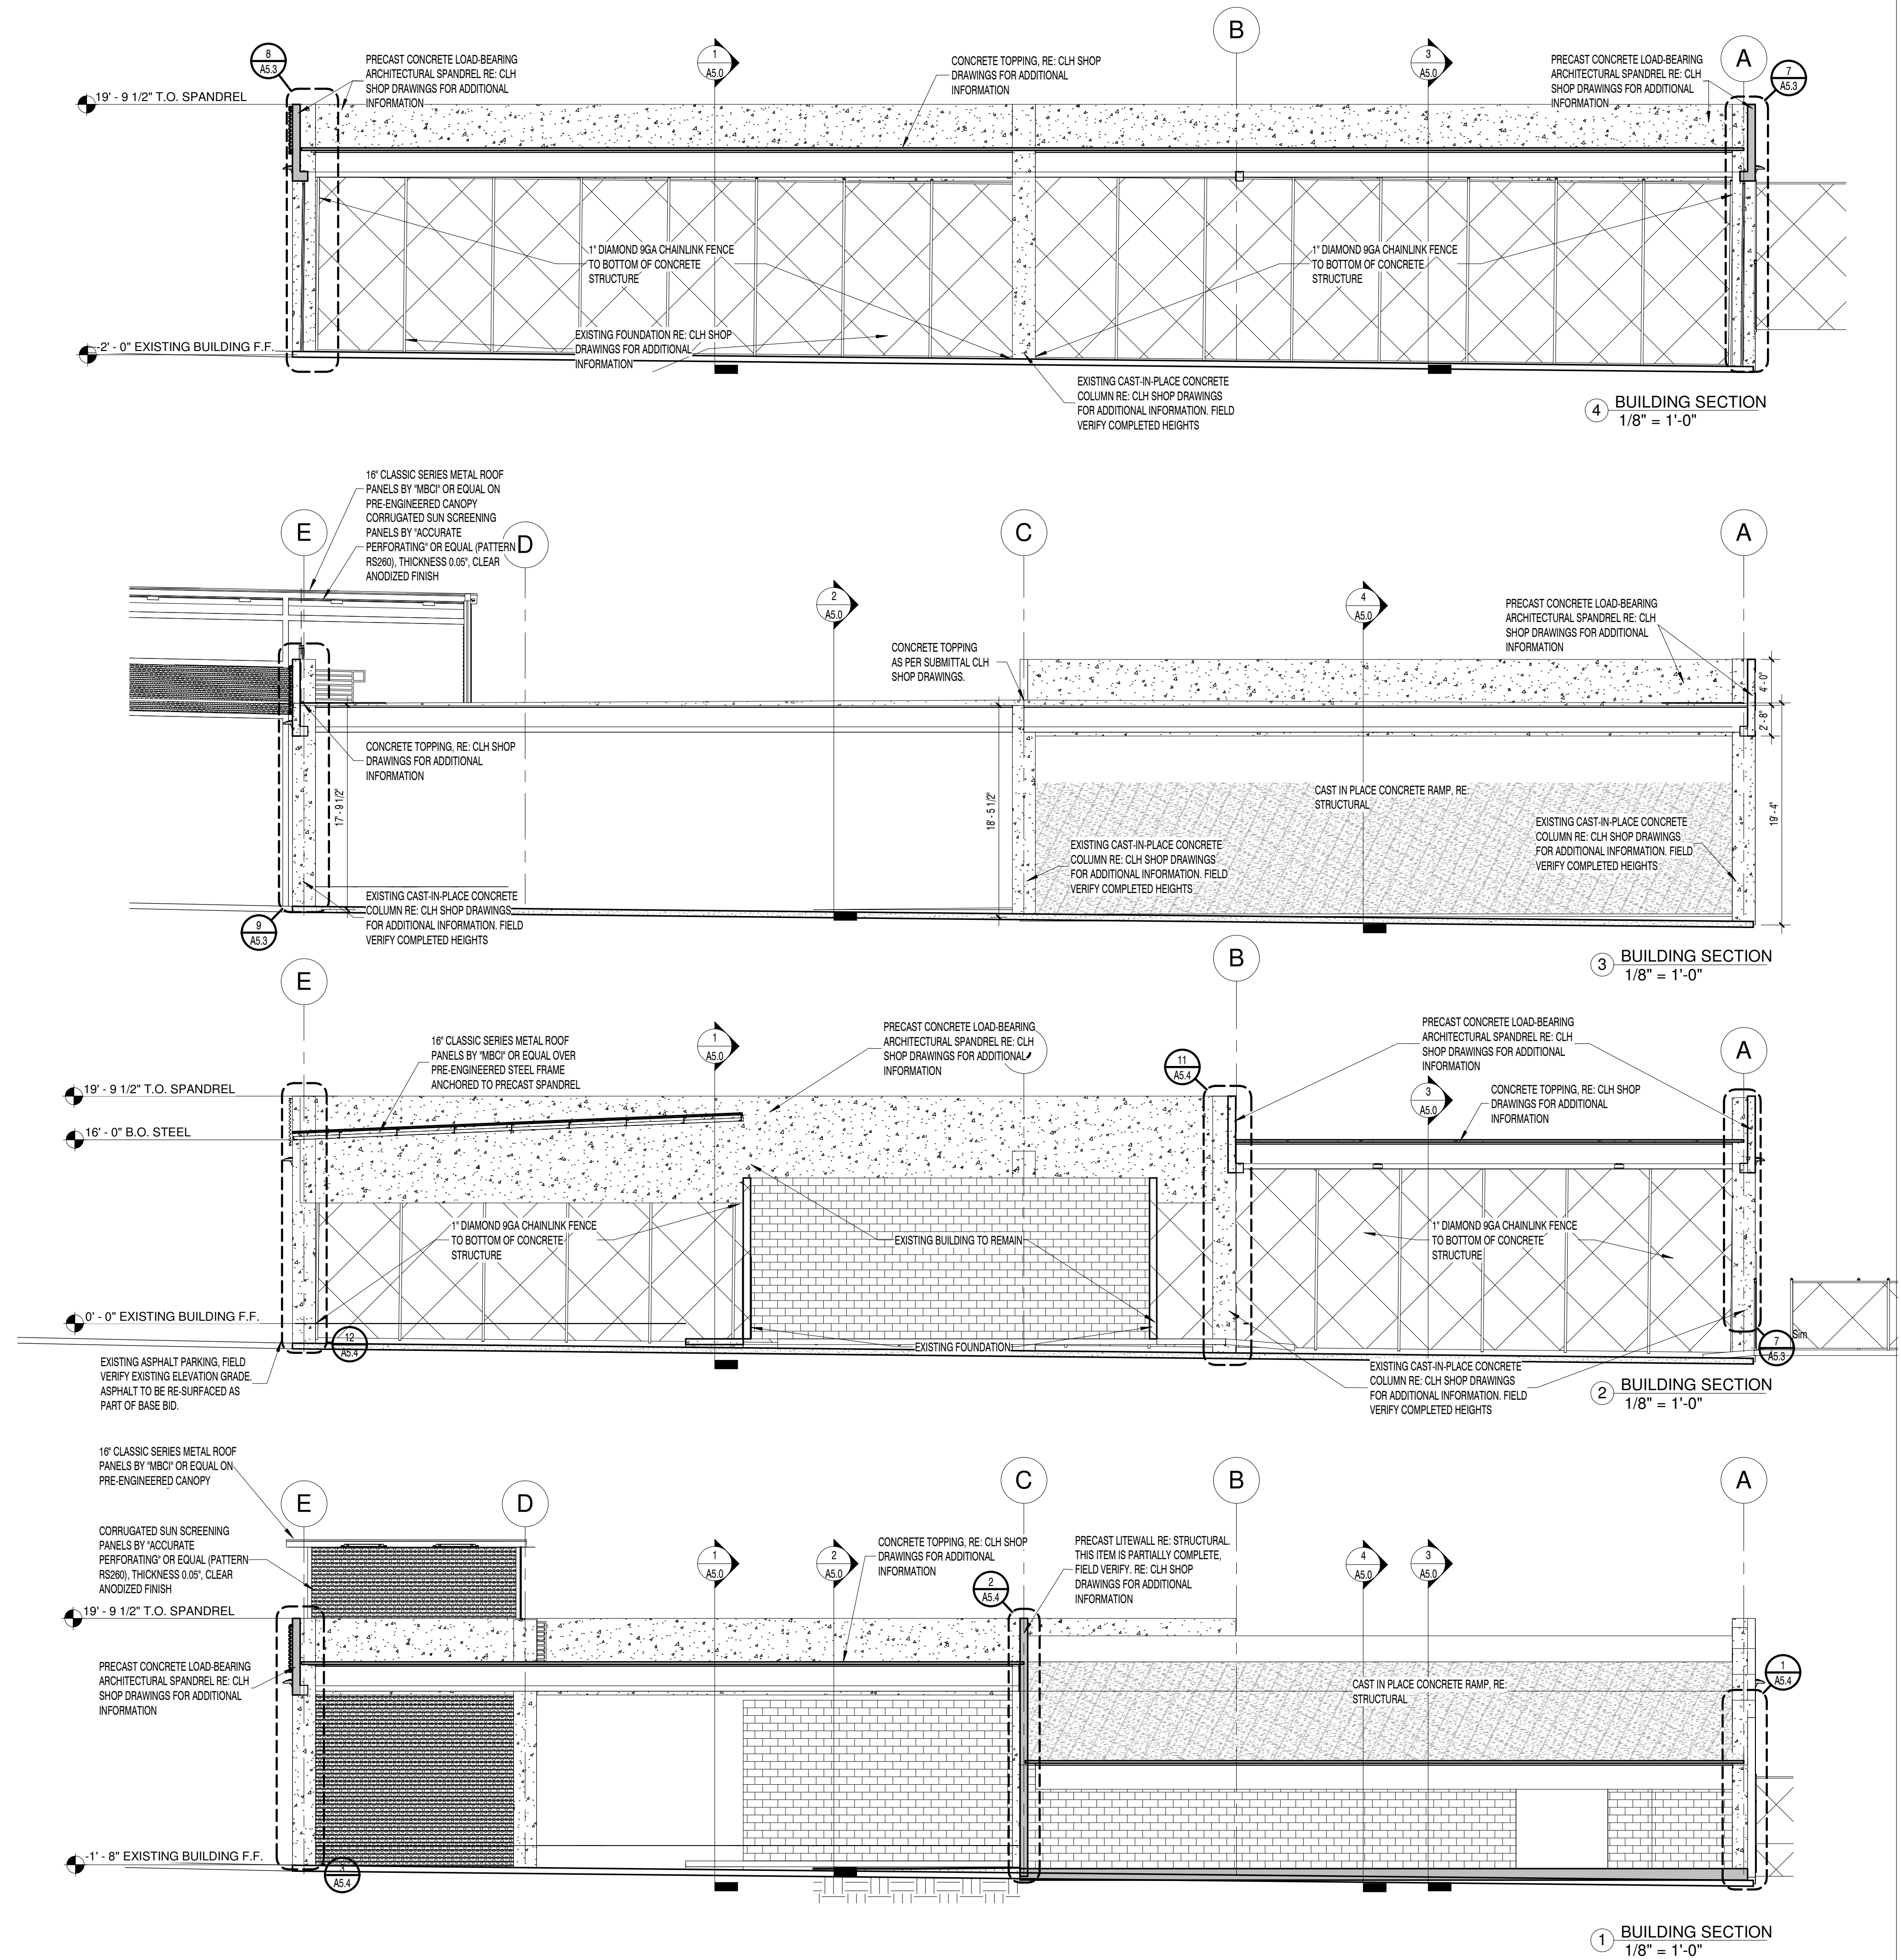 B
8
A5.3
PRECAST CONCRETE LOAD-BEARING
ARCHITECTURAL SPANDREL RE: CLH
SHOP DRAWINGS FOR ADDITIONAL
INFORMATION
1
A5.0
CONCRETE TOPPING, RE: CLH SHOP
DRAWINGS FOR ADDITIONAL
INFORMATION
3
A5.0
PRECAST CONCRETE LOAD-BEARING
ARCHITECTURAL SPANDREL RE: CLH
SHOP DRAWINGS FOR ADDITIONAL
INFORMATION
A
7
A5.3
19' - 9 1/2" T.O. SPANDREL
1" DIAMOND 9GA CHAINLINK FENCE
TO BOTTOM OF CONCRETE
STRUCTURE
1" DIAMOND 9GA CHAINLINK FENCE
TO BOTTOM OF CONCRETE
STRUCTURE
EXISTING FOUNDATION RE: CLH SHOP
DRAWINGS FOR ADDITIONAL
INFORMATION
-2' - 0" EXISTING BUILDING F.F.
EXISTING CAST-IN-PLACE CONCRETE
COLUMN RE: CLH SHOP DRAWINGS
FOR ADDITIONAL INFORMATION. FIELD
VERIFY COMPLETED HEIGHTS
4
BUILDING SECTION
1/8" = 1'-0"
16" CLASSIC SERIES METAL ROOF
PANELS BY "MBCI" OR EQUAL ON
PRE-ENGINEERED CANOPY
CORRUGATED SUN SCREENING
PANELS BY "ACCURATE
PERFORATING" OR EQUAL (PATTERN
RS260), THICKNESS 0.05", CLEAR
ANODIZED FINISH
E
D
C
A
2
A5.0
4
A5.0
CONCRETE TOPPING
AS PER SUBMITTAL CLH
SHOP DRAWINGS.
PRECAST CONCRETE LOAD-BEARING
ARCHITECTURAL SPANDREL RE: CLH
SHOP DRAWINGS FOR ADDITIONAL
INFORMATION
4' - 0"
2' - 8"
CONCRETE TOPPING, RE: CLH SHOP
DRAWINGS FOR ADDITIONAL
INFORMATION
17' - 9 1/2"
18' - 5 1/2"
19' - 4"
CAST IN PLACE CONCRETE RAMP, RE:
STRUCTURAL
EXISTING CAST-IN-PLACE CONCRETE
COLUMN RE: CLH SHOP DRAWINGS
FOR ADDITIONAL INFORMATION. FIELD
VERIFY COMPLETED HEIGHTS
EXISTING CAST-IN-PLACE CONCRETE
COLUMN RE: CLH SHOP DRAWINGS
FOR ADDITIONAL INFORMATION. FIELD
VERIFY COMPLETED HEIGHTS
EXISTING CAST-IN-PLACE CONCRETE
COLUMN RE: CLH SHOP DRAWINGS
FOR ADDITIONAL INFORMATION. FIELD
VERIFY COMPLETED HEIGHTS
9
A5.3
3
BUILDING SECTION
1/8" = 1'-0"
E
B
A
16" CLASSIC SERIES METAL ROOF
PANELS BY "MBCI" OR EQUAL OVER
PRE-ENGINEERED STEEL FRAME
ANCHORED TO PRECAST SPANDREL
1
A5.0
PRECAST CONCRETE LOAD-BEARING
ARCHITECTURAL SPANDREL RE: CLH
SHOP DRAWINGS FOR ADDITIONAL
INFORMATION
11
A5.4
PRECAST CONCRETE LOAD-BEARING
ARCHITECTURAL SPANDREL RE: CLH
SHOP DRAWINGS FOR ADDITIONAL
INFORMATION
3
A5.0
CONCRETE TOPPING, RE: CLH SHOP
DRAWINGS FOR ADDITIONAL
INFORMATION
19' - 9 1/2" T.O. SPANDREL
16' - 0" B.O. STEEL
1" DIAMOND 9GA CHAINLINK FENCE
TO BOTTOM OF CONCRETE
STRUCTURE
EXISTING BUILDING TO REMAIN
1" DIAMOND 9GA CHAINLINK FENCE
TO BOTTOM OF CONCRETE
STRUCTURE
0' - 0" EXISTING BUILDING F.F.
12
A5.4
EXISTING FOUNDATION
Sim
7
A5.3
EXISTING ASPHALT PARKING, FIELD
VERIFY EXISTING ELEVATION GRADE.
ASPHALT TO BE RE-SURFACED AS
PART OF BASE BID.
EXISTING CAST-IN-PLACE CONCRETE
COLUMN RE: CLH SHOP DRAWINGS
FOR ADDITIONAL INFORMATION. FIELD
VERIFY COMPLETED HEIGHTS
2
BUILDING SECTION
1/8" = 1'-0"
16" CLASSIC SERIES METAL ROOF
PANELS BY "MBCI" OR EQUAL ON
PRE-ENGINEERED CANOPY
E
D
C
B
A
CORRUGATED SUN SCREENING
PANELS BY "ACCURATE
PERFORATING" OR EQUAL (PATTERN
RS260), THICKNESS 0.05", CLEAR
ANODIZED FINISH
1
A5.0
2
A5.0
CONCRETE TOPPING, RE: CLH SHOP
DRAWINGS FOR ADDITIONAL
INFORMATION
2
A5.4
PRECAST LITEWALL RE: STRUCTURAL.
THIS ITEM IS PARTIALLY COMPLETE,
FIELD VERIFY. RE: CLH SHOP
DRAWINGS FOR ADDITIONAL
INFORMATION
4
A5.0
3
A5.0
19' - 9 1/2" T.O. SPANDREL
PRECAST CONCRETE LOAD-BEARING
ARCHITECTURAL SPANDREL RE: CLH
SHOP DRAWINGS FOR ADDITIONAL
INFORMATION
CAST IN PLACE CONCRETE RAMP, RE:
STRUCTURAL
1
A5.4
-1' - 8" EXISTING BUILDING F.F.
A5.4
1
BUILDING SECTION
1/8" = 1'-0"